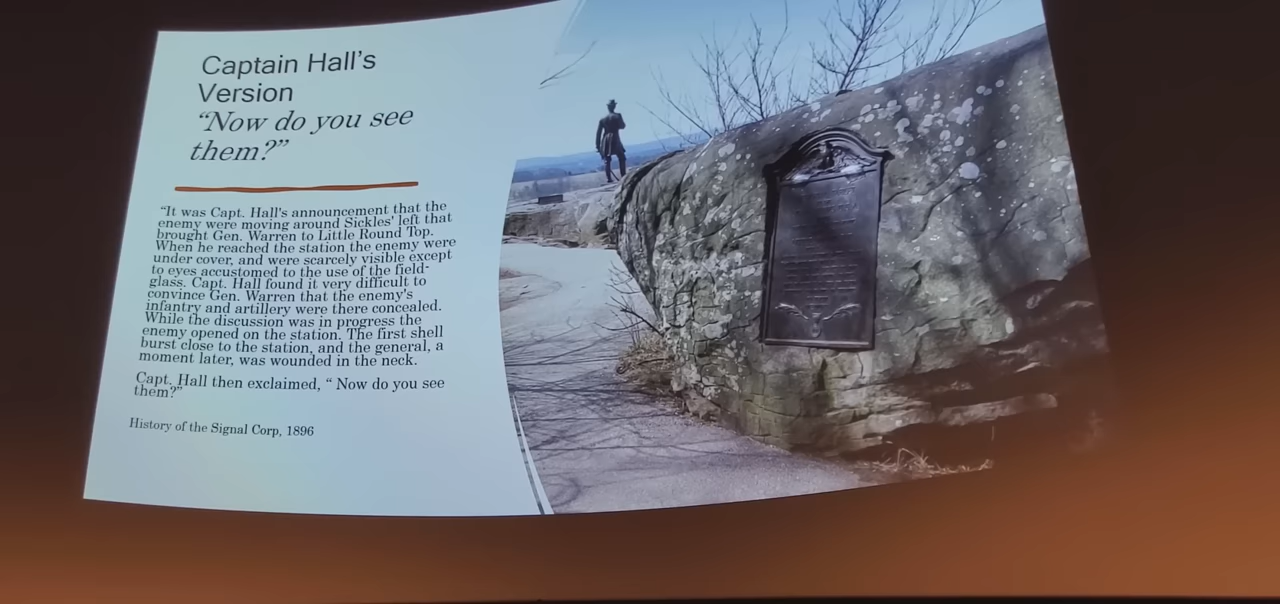 Captain Hall's
Version
“Now do you see
them?”
“It was Capt. Hall's announcement that the
enemy were moving around Sickles' left that
brought Gen. Warren to Little Round Top.
When he reached the station the enemy were
under cover, and were scarcely visible except
to eyes accustomed to the use of the field-
glass. Capt. Hall found it very difficult to
convince Gen. Warren that the enemy's
infantry and artillery were there concealed.
While the discussion was in progress the
enemy opened on the station. The first shell
burst close to the station, and the general, a
moment later, was wounded in the neck.
Capt. Hall then exclaimed, “ Now do you see
them?”
History of the Signal Corp, 1896